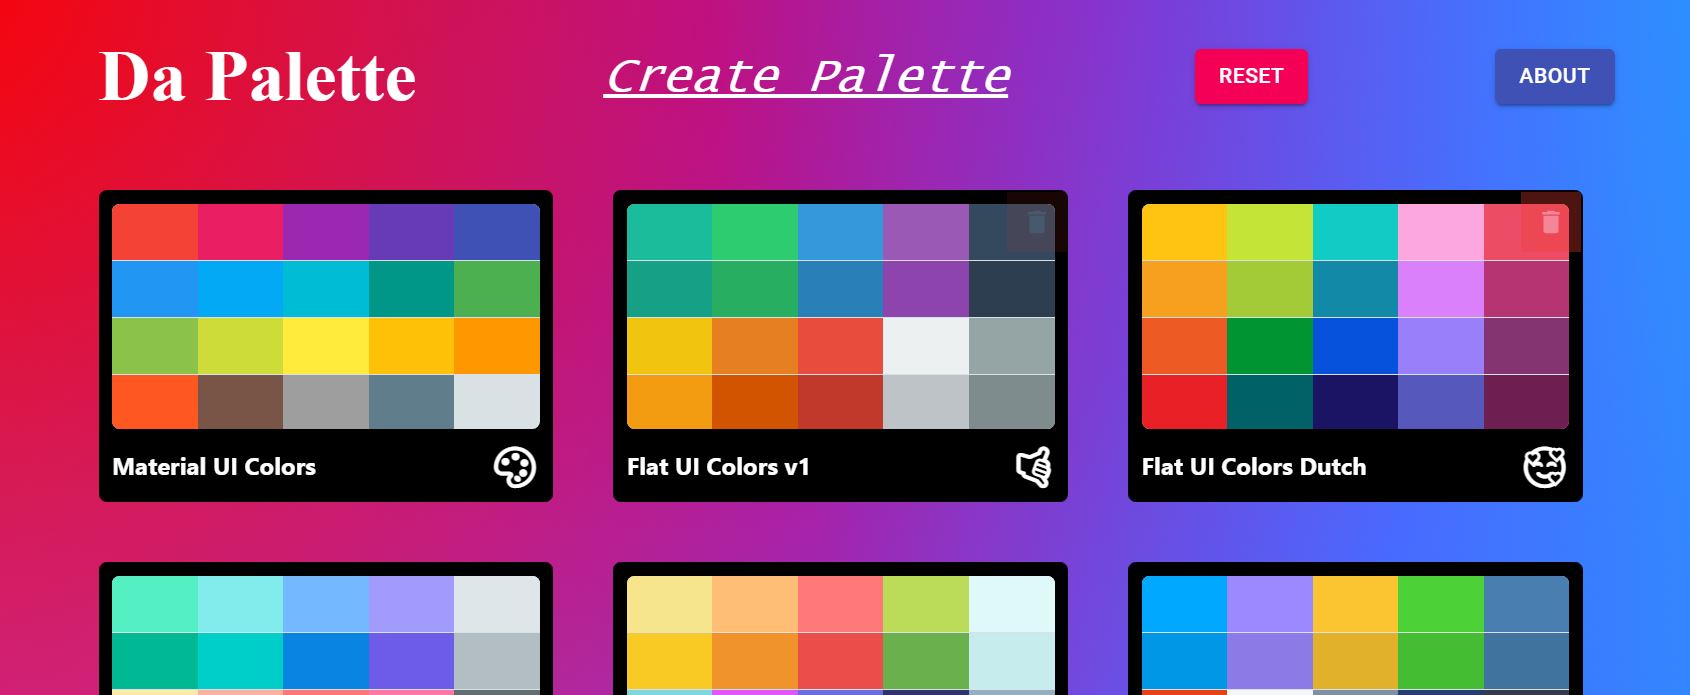 Da Palette
Create Palette
RESET
ABOUT
Material UI Colors
Flat UI Colors v1
Flat UI Colors Dutch